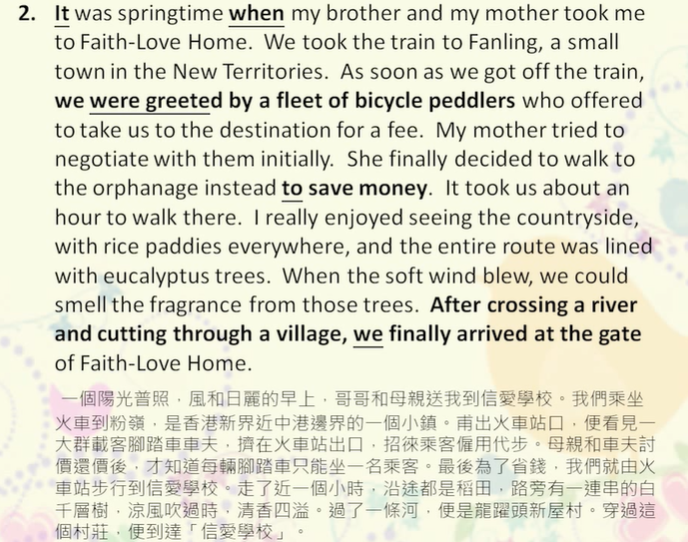 2. It was springtime when my brother and my mother took me
to Faith-Love Home. We took the train to Fanling, a small
town in the New Territories. As soon as we got off the train,
we were greeted by a fleet of bicycle peddlers who offered
to take us to the destination for a fee. My mother tried to
negotiate with them initially. She finally decided to walk to
the orphanage instead to save money. It took us about an
hour to walk there. I really enjoyed seeing the countryside,
with rice paddies everywhere, and the entire route was lined
with eucalyptus trees. When the soft wind blew, we could
smell the fragrance from those trees. After crossing a river
and cutting through a village, we finally arrived at the gate
of Faith-Love Home.
一個陽光普照，風和日麗的早上，哥哥和母親送我到信愛學校。我們乘坐
火車到粉嶺，是香港新界近中港邊界的一個小鎮。甫出火車站口，便看見一
大群載客腳踏車車夫，擠在火車站出口，招徠乘客僱用代步。母親和車夫討
價還價後，才知道每輛腳踏車只能坐一名乘客。最後為了省錢，我們就由火
車站步行到信愛學校。走了近一個小時，沿途都是稻田，路旁有一連串的白
千層樹，涼風吹過時，清香四溢。過了一條河，便是龍躍頭新屋村。穿過這
個村莊，便到達「信愛學校」。